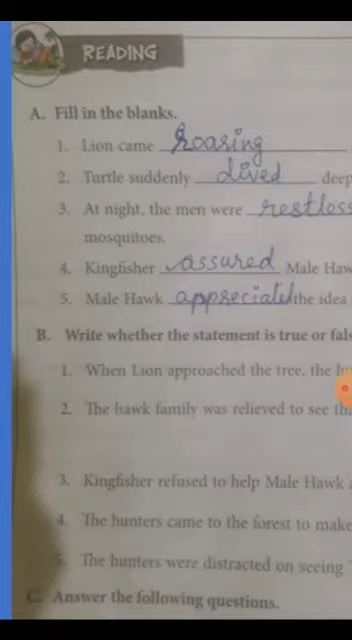 READING
A. Fill in the blanks.
1. Lion came roaring
2. Turtle suddenly dived deep
3. At night, the men were restless
mosquitoes.
4. Kingfisher assured Male Haw
5. Male Hawk appreciated the idea
B. Write whether the statement is true or fals
1. When Lion approached the tree, the hu
2. The hawk family was relieved to see tha
3. Kingfisher refused to help Male Hawk
4. The hunters came to the forest to make
5. The hunters were distracted on seeing
C. Answer the following questions.